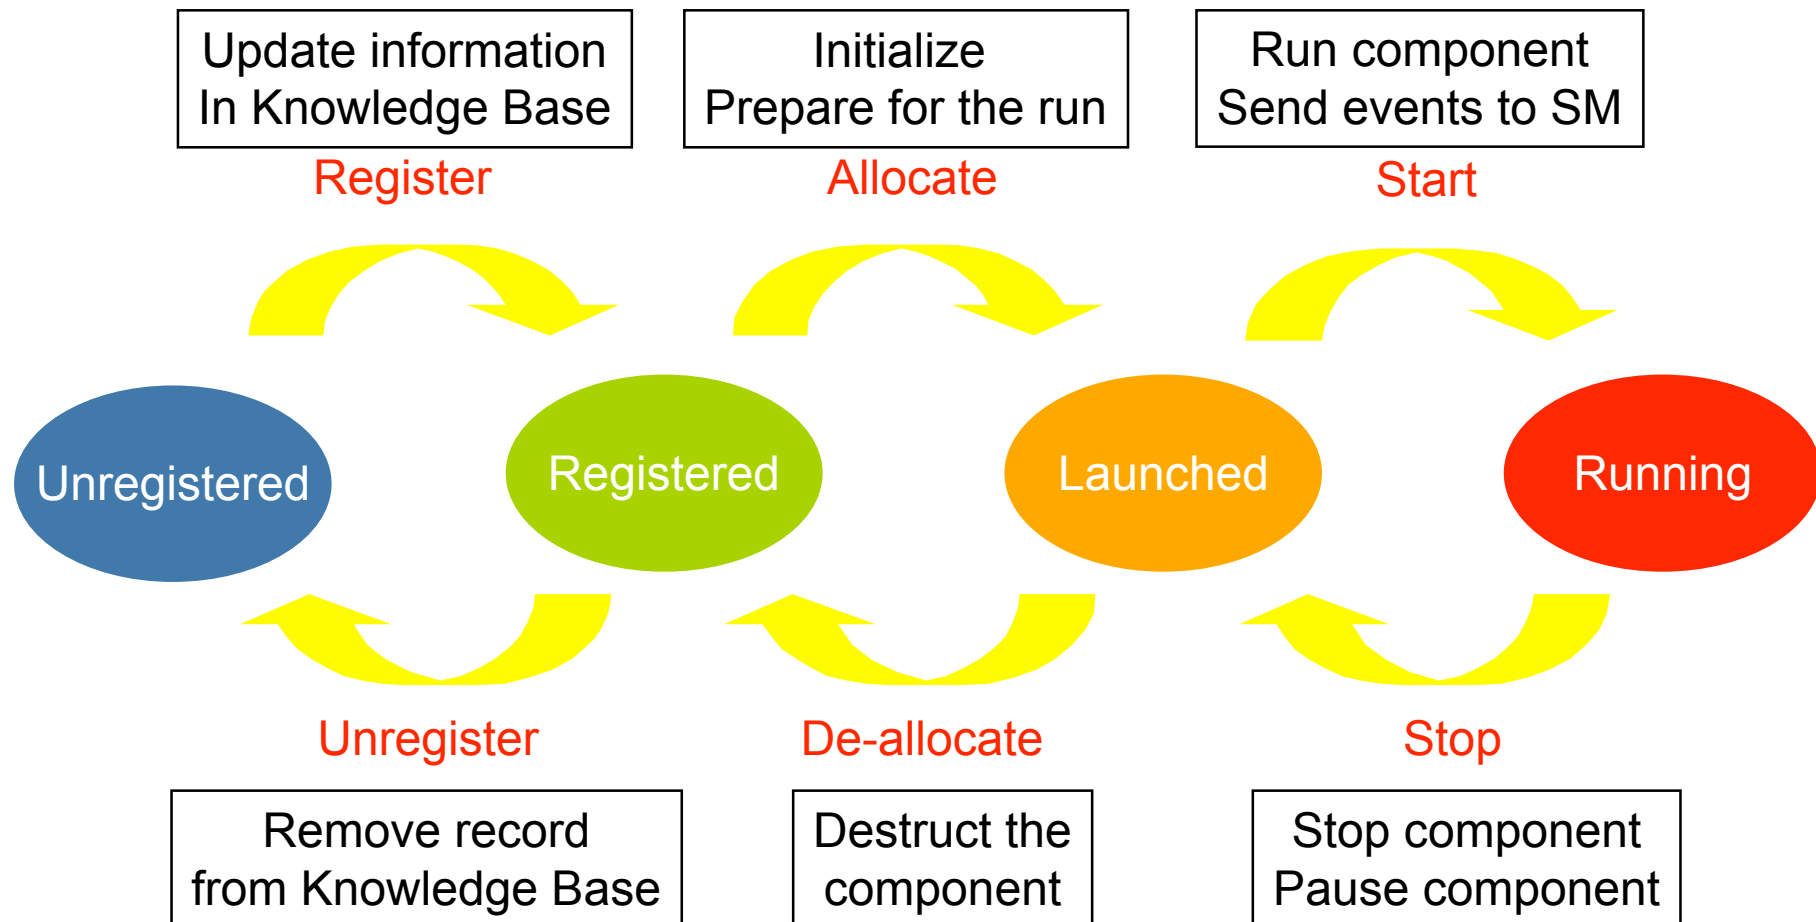 Update information
In Knowledge Base
Initialize
Prepare for the run
Run component
Send events to SM
Register
Allocate
Start
Unregistered
Registered
Launched
Running
Unregister
De-allocate
Stop
Remove record
from Knowledge Base
Destruct the
component
Stop component
Pause component